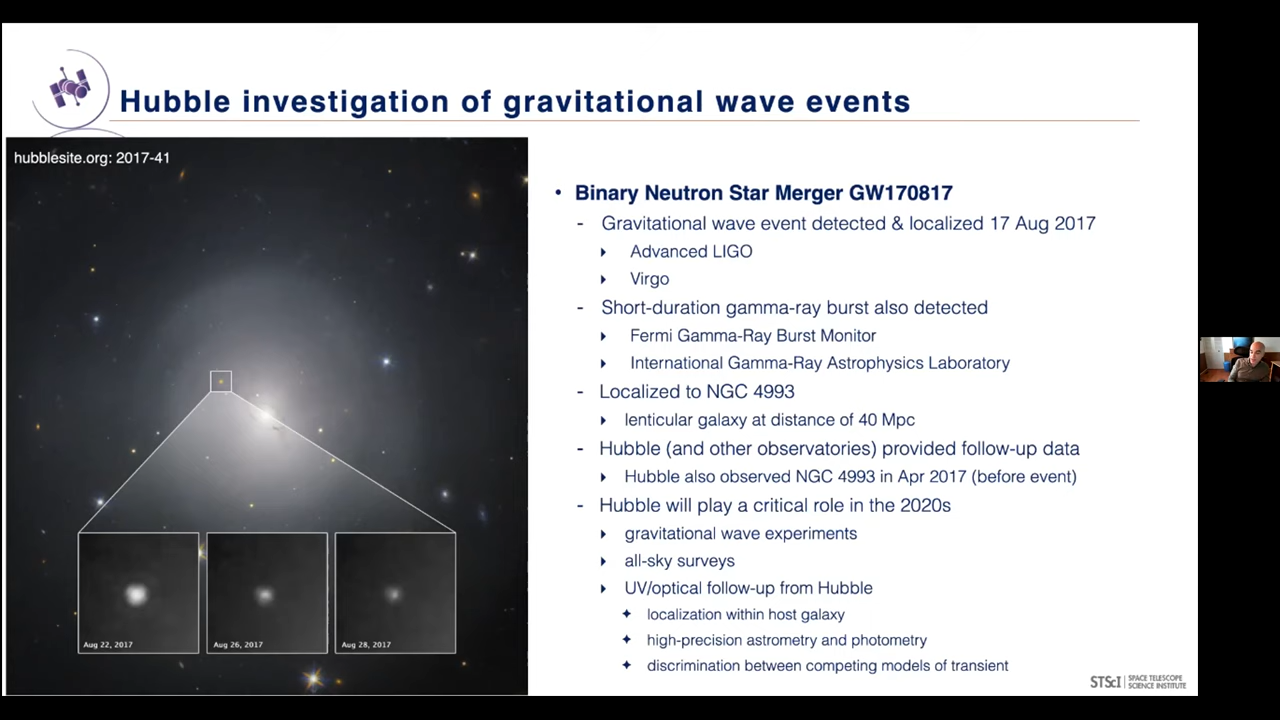 Hubble investigation of gravitational wave events
hubblesite.org: 2017-41
Aug 22, 2017
Aug 26, 2017
Aug 28, 2017
• Binary Neutron Star Merger GW170817
- Gravitational wave event detected & localized 17 Aug 2017
Advanced LIGO
Virgo
- Short-duration gamma-ray burst also detected
Fermi Gamma-Ray Burst Monitor
International Gamma-Ray Astrophysics Laboratory
- Localized to NGC 4993
lenticular galaxy at distance of 40 Mpc
- Hubble (and other observatories) provided follow-up data
Hubble also observed NGC 4993 in Apr 2017 (before event)
- Hubble will play a critical role in the 2020s
gravitational wave experiments
all-sky surveys
UV/optical follow-up from Hubble
localization within host galaxy
high-precision astrometry and photometry
discrimination between competing models of transient
STScI | SPACE TELESCOPE
SCIENCE INSTITUTE